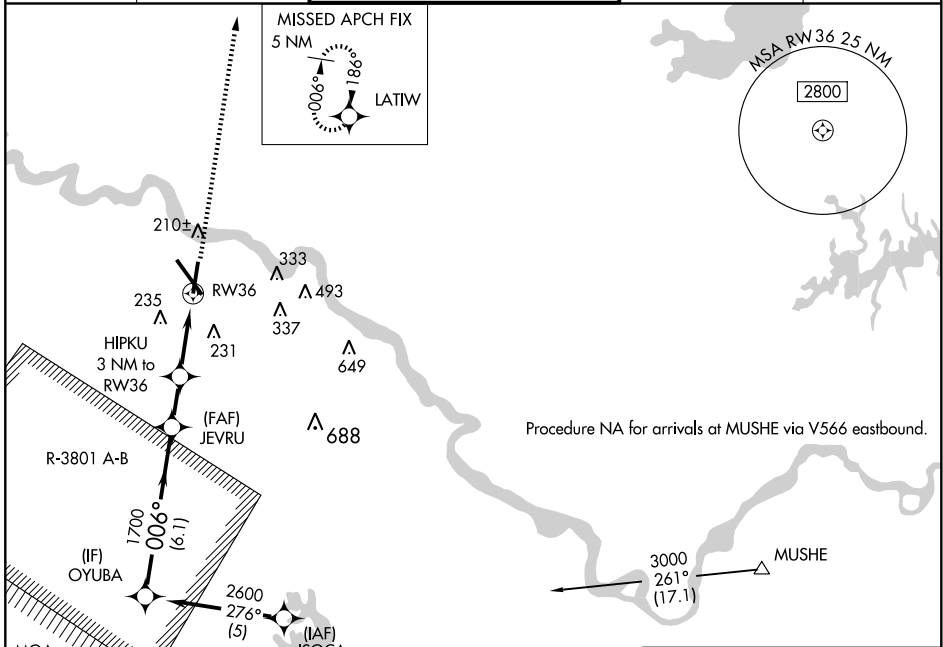 MISSED APCH FIX
5 NM
006°
186°
LATIW
MSA RW36 25 NM
2800
210±
333
RW36
493
235
337
231
HIPKU
3 NM to
RW36
649
(FAF)
JEVRU
688
Procedure NA for arrivals at MUSHE via V566 eastbound.
R-3801 A-B
1700
006°
(6.1)
(IF)
OYUBA
2600
276°
(5)
3000
261°
(17.1)
MUSHE
(IAF)